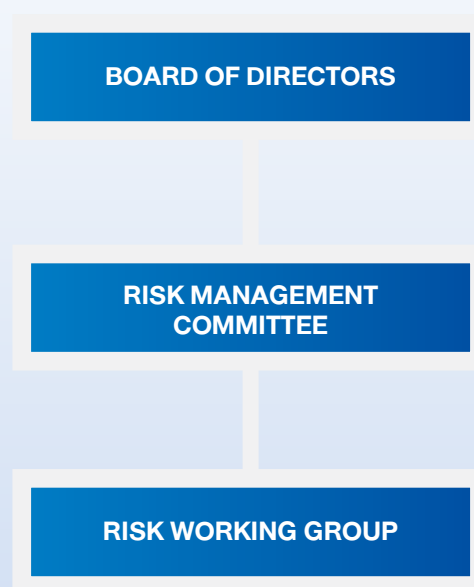 BOARD OF DIRECTORS
RISK MANAGEMENT
COMMITTEE
RISK WORKING GROUP